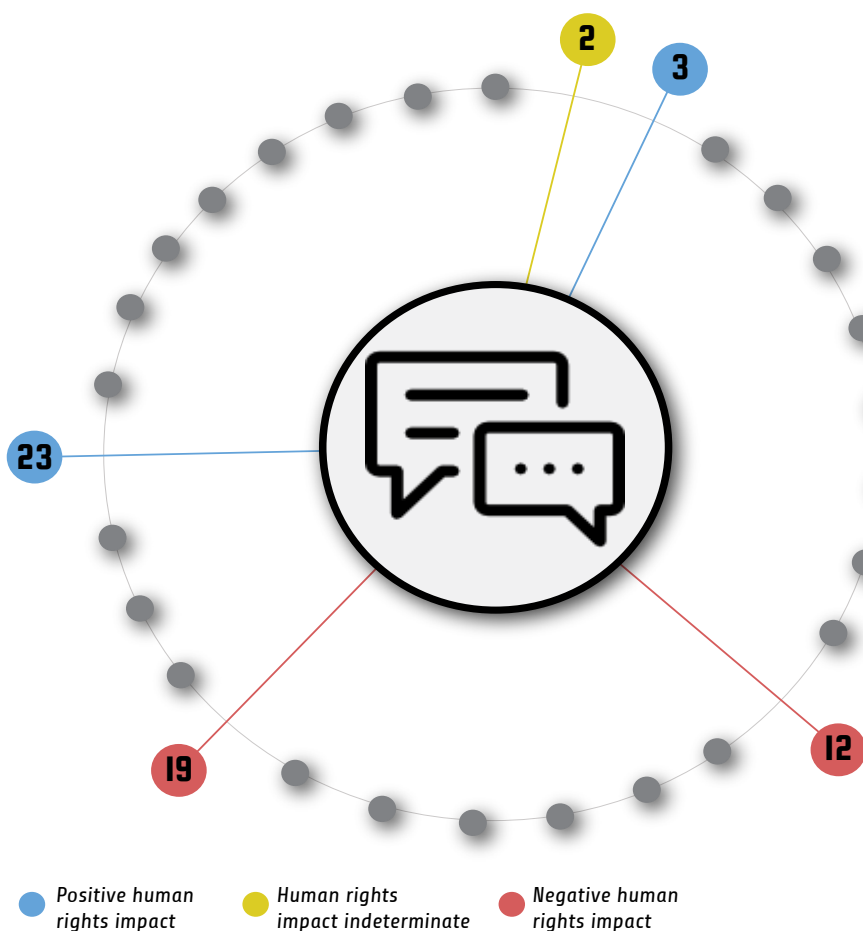 2
3
23
19
12
Positive human
rights impact
Human rights
impact indeterminate
Negative human
rights impact